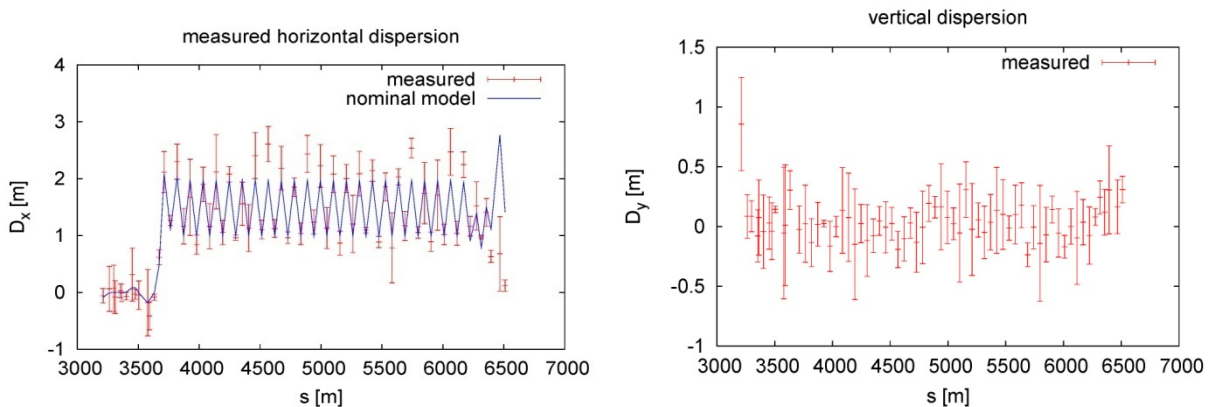 measured horizontal dispersion
4
3
2
1
0
-1
D_x [m]
measured
nominal model
3000 3500 4000 4500 5000 5500 6000 6500 7000
s [m]
vertical dispersion
1.5
1
0.5
0
-0.5
-1
D_y [m]
measured
3000 3500 4000 4500 5000 5500 6000 6500 7000
s [m]